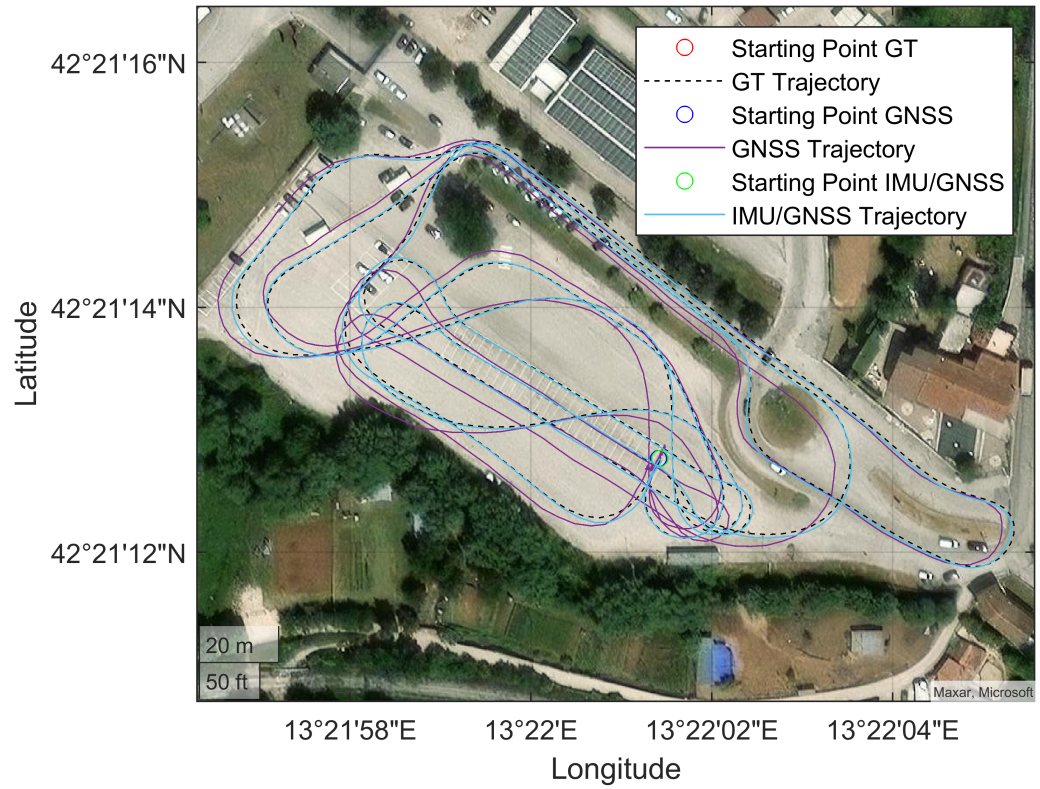 42°21'16"N
42°21'14"N
42°21'12"N
Latitude
Starting Point GT
GT Trajectory
Starting Point GNSS
GNSS Trajectory
Starting Point IMU/GNSS
IMU/GNSS Trajectory
20 m
50 ft
Maxar, Microsoft
13°21'58"E
13°22'E
13°22'02"E
13°22'04"E
Longitude